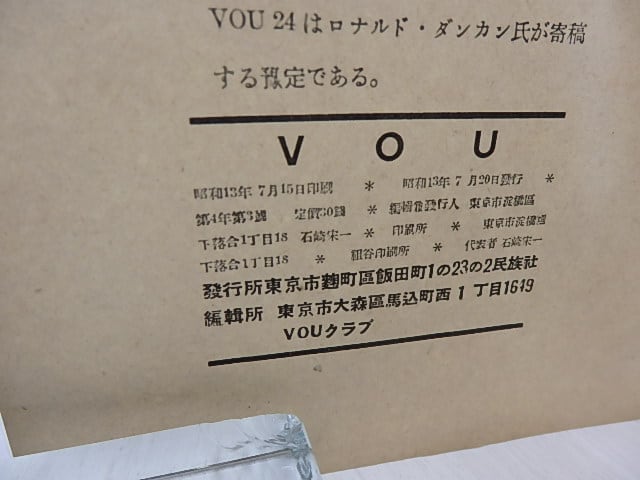 VOU 24はロナルド・ダンカン氏が寄稿
する預定である。
VOU
昭和13年 7月15日印刷 * 昭和13年 7月20日發行 *
第4年第3號 定價30錢 * 編輯兼發行人 東京市淀橋區
下落合1丁目18 石崎宋一 * 印刷所 * 東京市淀橋區
下落合1丁目18 * 祖谷印刷所 * 代表者 石崎宋一
發行所東京市麴町區飯田町1の23の2民族社
編輯所 東京市大森區馬込町西1丁目1649
VOUクラブ